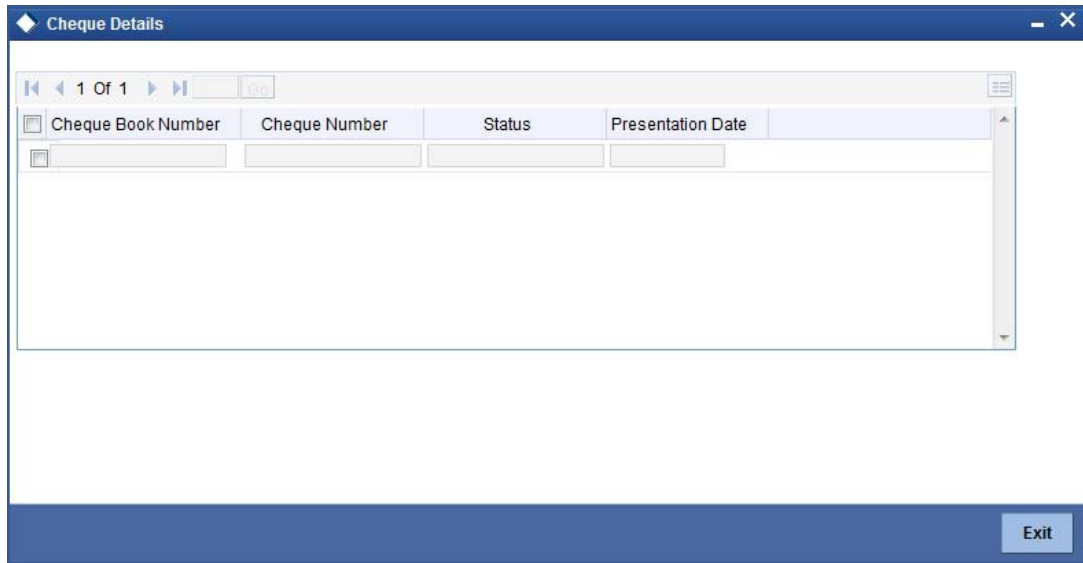 Cheque Details
1 Of 1 Go
Cheque Book Number Cheque Number Status Presentation Date
Exit